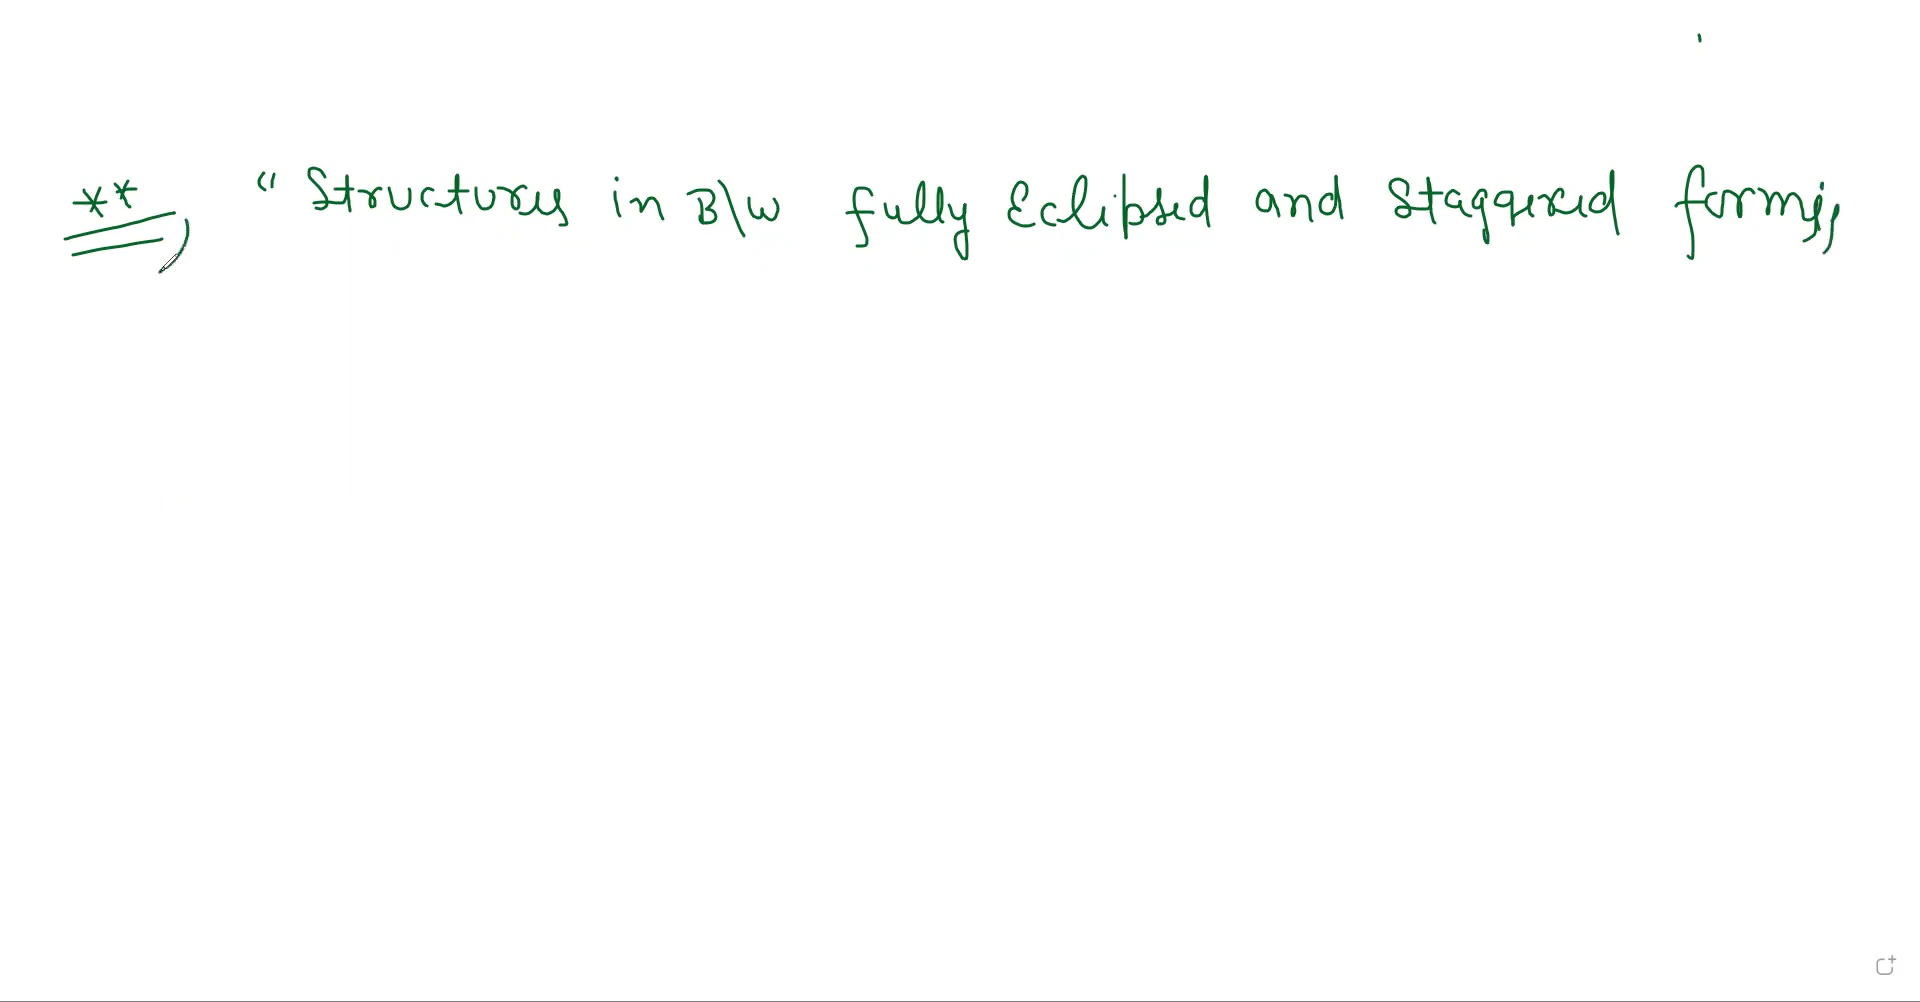 ** "Structures in B\w fully Eclipsed and Staggered forms,,